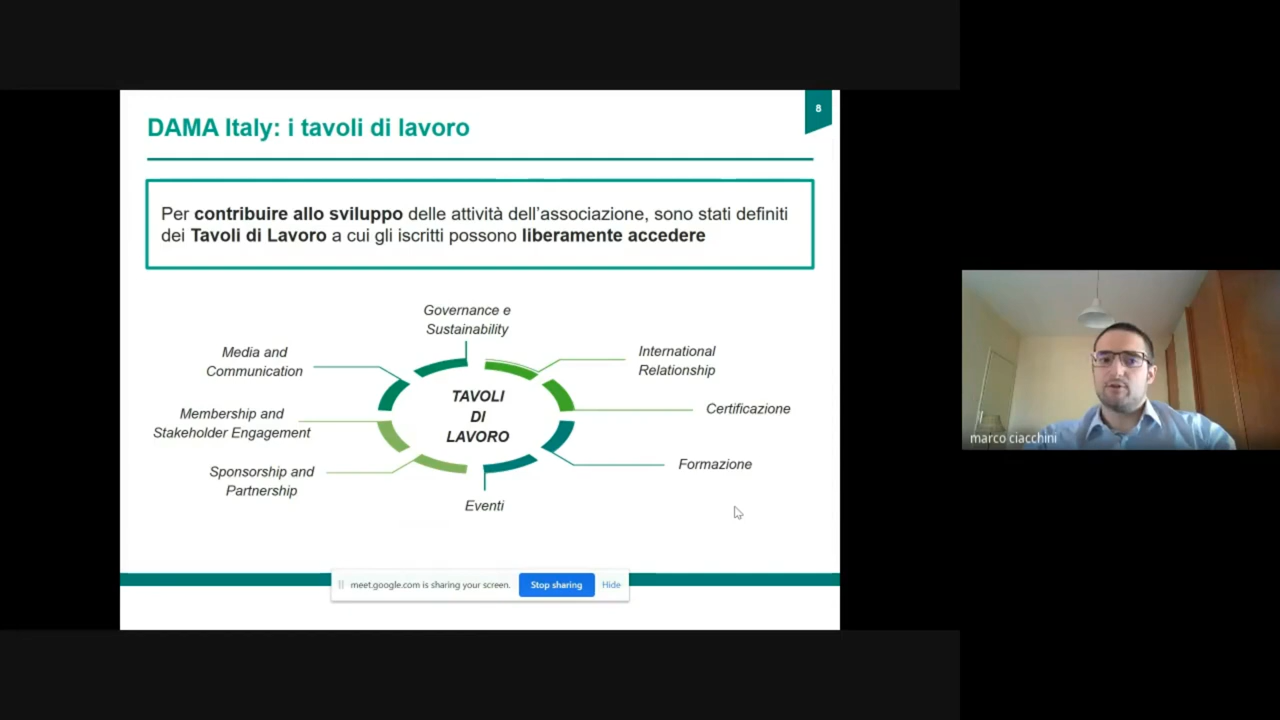 8
DAMA Italy: i tavoli di lavoro
Per contribuire allo sviluppo delle attività dell'associazione, sono stati definiti
dei Tavoli di Lavoro a cui gli iscritti possono liberamente accedere
Governance e
Sustainability
Media and
Communication
International
Relationship
TAVOLI
DI
LAVORO
Certificazione
Membership and
Stakeholder Engagement
Formazione
Sponsorship and
Partnership
Eventi
marco ciacchini
meet.google.com is sharing your screen.
Stop sharing
Hide